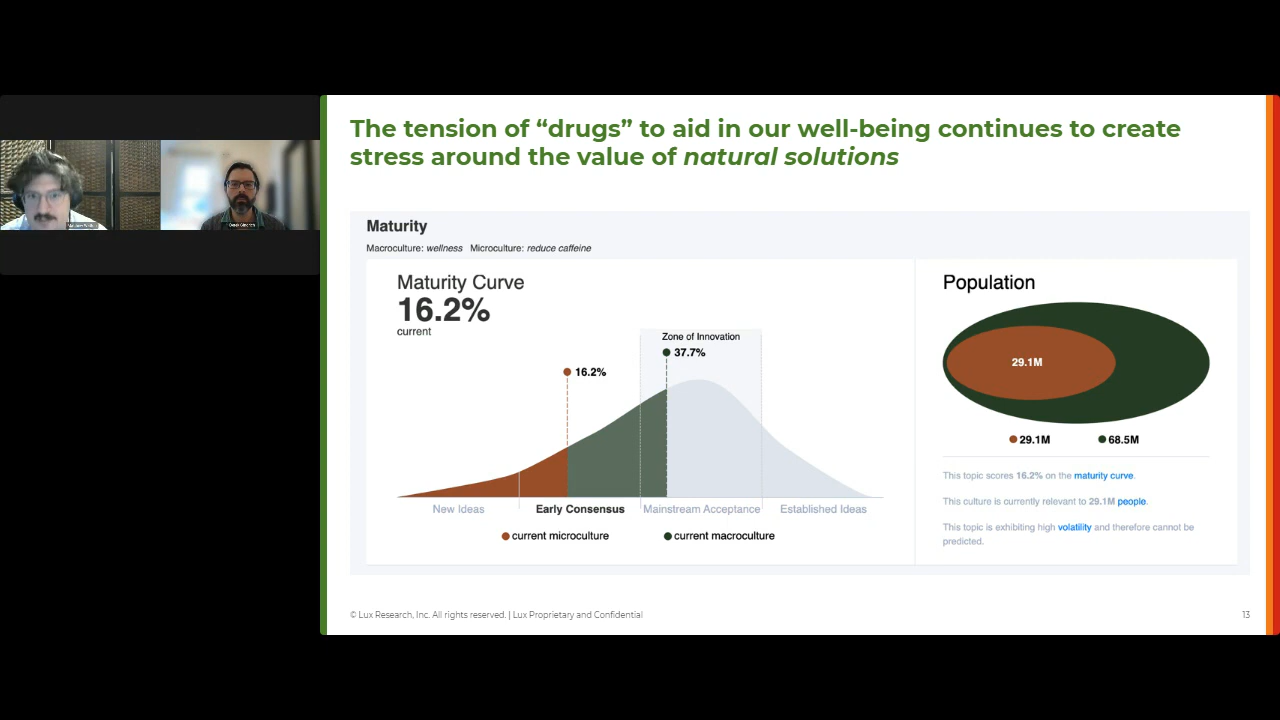 The tension of “drugs” to aid in our well-being continues to create
stress around the value of natural solutions
Maturity
Macroculture: wellness Microculture: reduce caffeine
Maturity Curve
16.2%
current
Zone of Innovation
37.7%
16.2%
New Ideas
Early Consensus
Mainstream Acceptance
Established Ideas
current microculture
current macroculture
Population
29.1M
29.1M
68.5M
This topic scores 16.2% on the maturity curve.
This culture is currently relevant to 29.1M people.
This topic is exhibiting high volatility and therefore cannot be
predicted.
© Lux Research, Inc. All rights reserved. | Lux Proprietary and Confidential
13